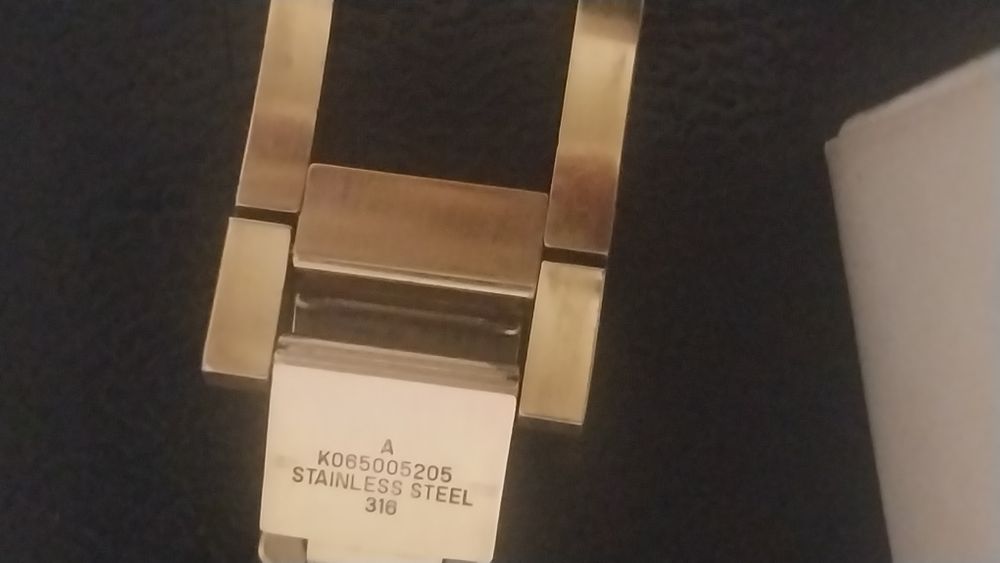 A
K065005205
STAINLESS STEEL
316